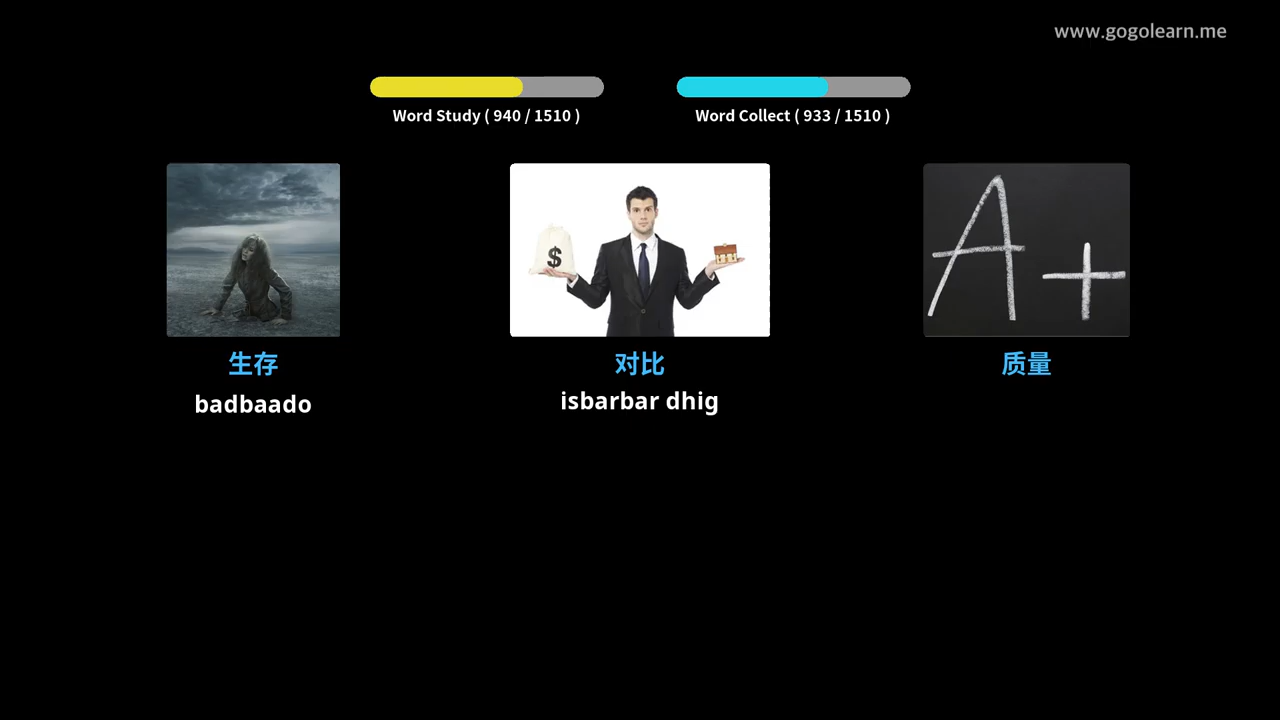 www.gogolearn.me
Word Study ( 940 / 1510 )
Word Collect ( 933 / 1510 )
$
A+
生存
对比
质量
badbaado
isbarbar dhig